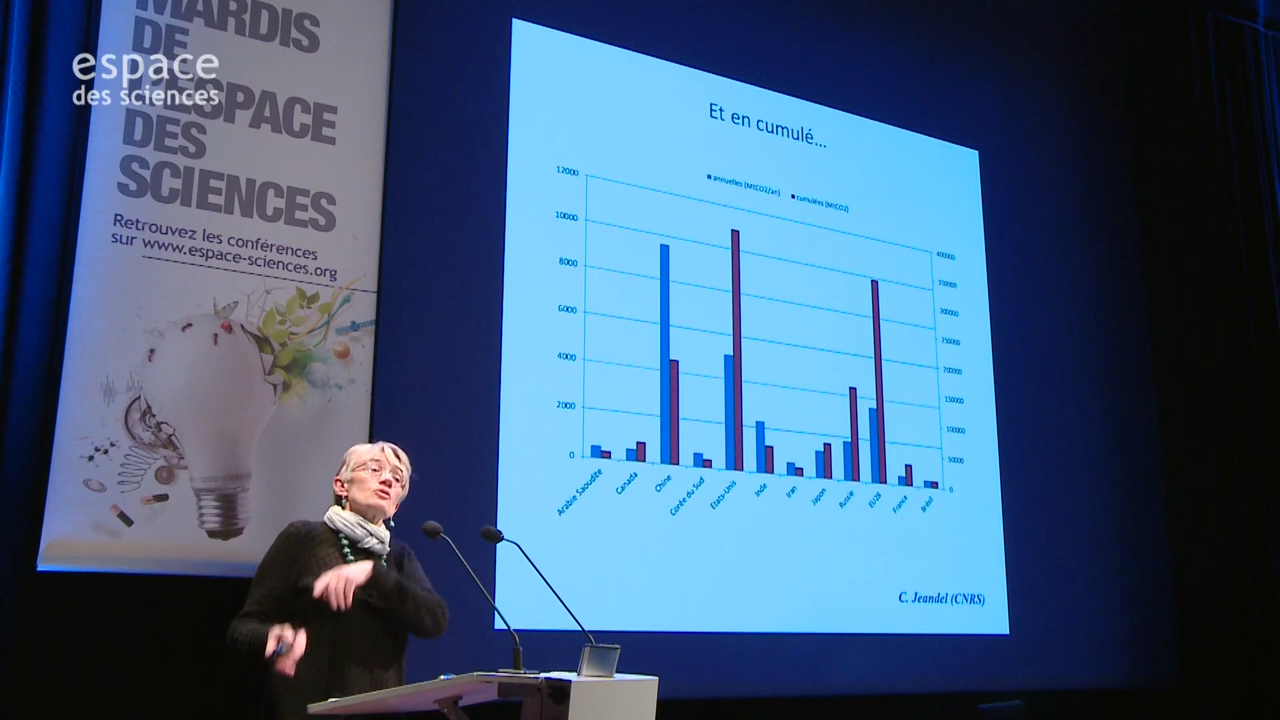 MARDIS
DE
L'ESPACE
DES
SCIENCES
espace
des sciences
Retrouvez les conférences
sur www.espace-sciences.org
Et en cumulé...
annuelles (MtCO2/an)
cumulées (MtCO2)
12000
10000
8000
6000
4000
2000
0
400000
350000
300000
250000
200000
150000
100000
50000
0
Arabie Saoudite
Canada
Chine
Corée du Sud
Etats-Unis
Inde
Iran
Japon
Russie
EU28
France
Brésil
C. Jeandel (CNRS)